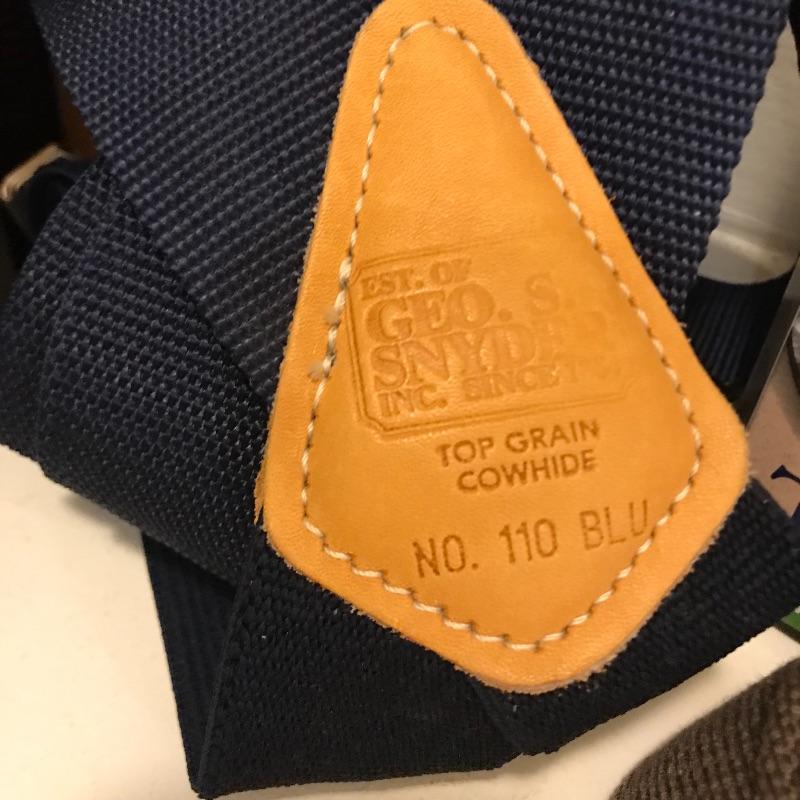 EST. OF
GEO. S.
INC. SINCE
TOP GRAIN
COWHIDE
NO. 110 BLU